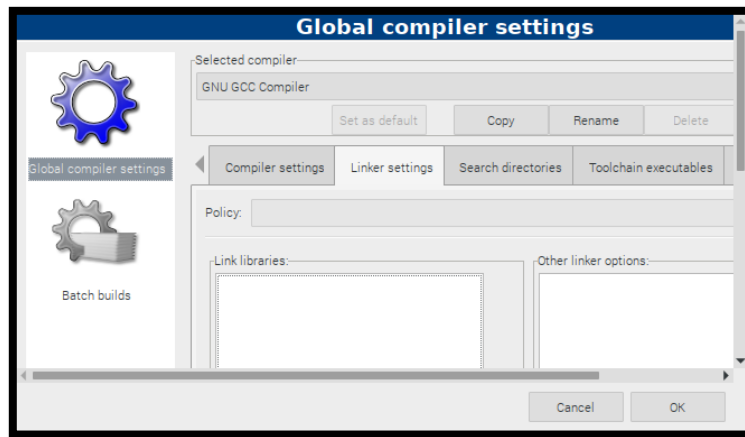 Global compiler settings
Selected compiler
GNU GCC Compiler
Set as default
Copy
Rename
Delete
Global compiler settings
Compiler settings
Linker settings
Search directories
Toolchain executables
Policy:
Batch builds
Link libraries:
Other linker options:
Cancel
OK